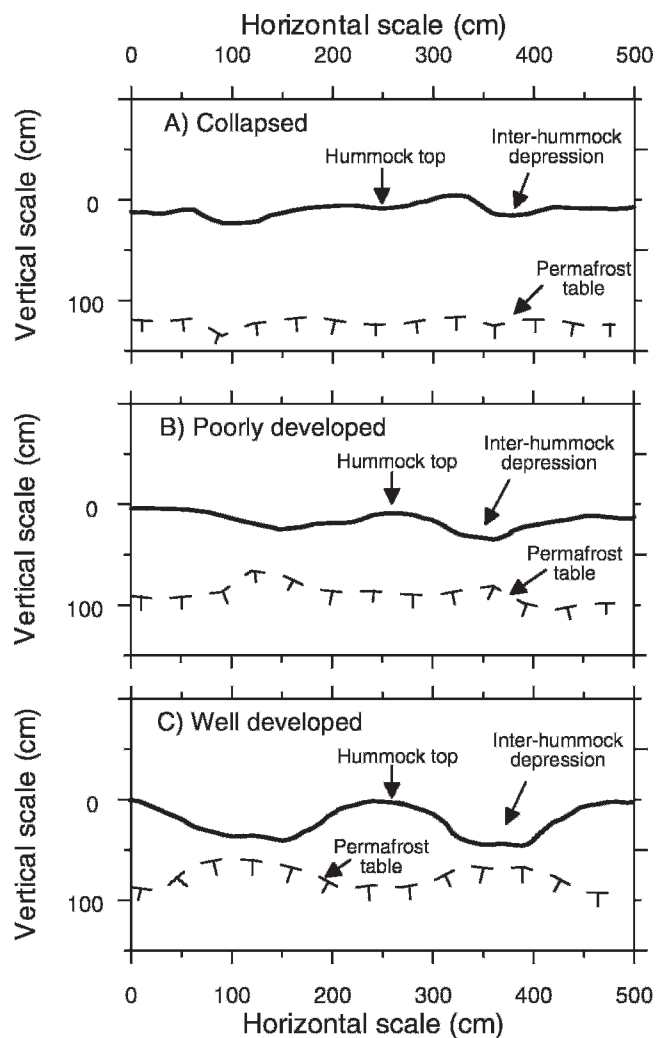 Horizontal scale (cm)
0 100 200 300 400 500
A) Collapsed
Hummock top
Inter-hummock
depression
Permafrost
table
Vertical scale (cm)
0
100
B) Poorly developed
Hummock top
Inter-hummock
depression
Permafrost
table
Vertical scale (cm)
0
100
C) Well developed
Hummock top
Inter-hummock
depression
Permafrost
table
Vertical scale (cm)
0
100
0 100 200 300 400 500
Horizontal scale (cm)